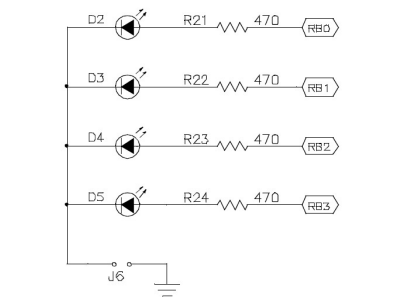 D2 R21 470 RB0
D3 R22 470 RB1
D4 R23 470 RB2
D5 R24 470 RB3
J6